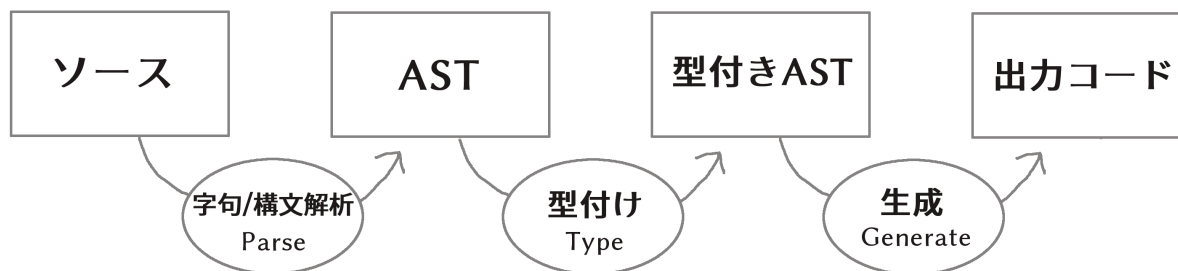 ソース
AST
型付きAST
出力コード
字句/構文解析
Parse
型付け
Type
生成
Generate